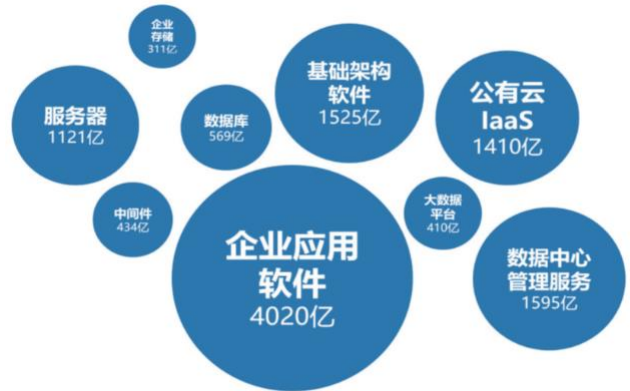 企业
存储
311亿
基础架构
软件
1525亿
公有云
IaaS
1410亿
服务器
1121亿
数据库
569亿
中间件
434亿
大数据
平台
410亿
企业应用
软件
4020亿
数据中心
管理服务
1595亿